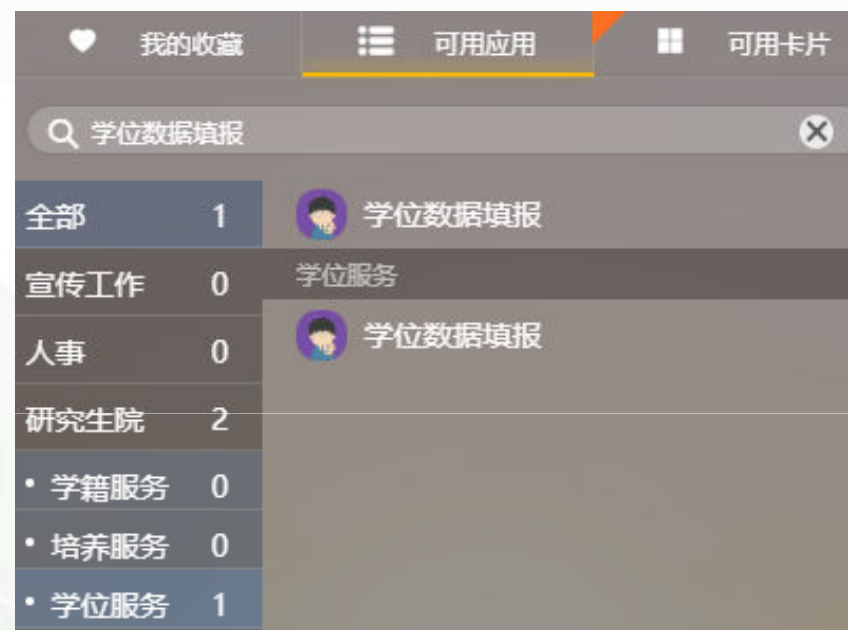 我的收藏 可用应用 可用卡片
学位数据填报
全部 1 学位数据填报
宣传工作 0 学位服务
人事 0 学位数据填报
研究生院 2
• 学籍服务 0
• 培养服务 0
• 学位服务 1